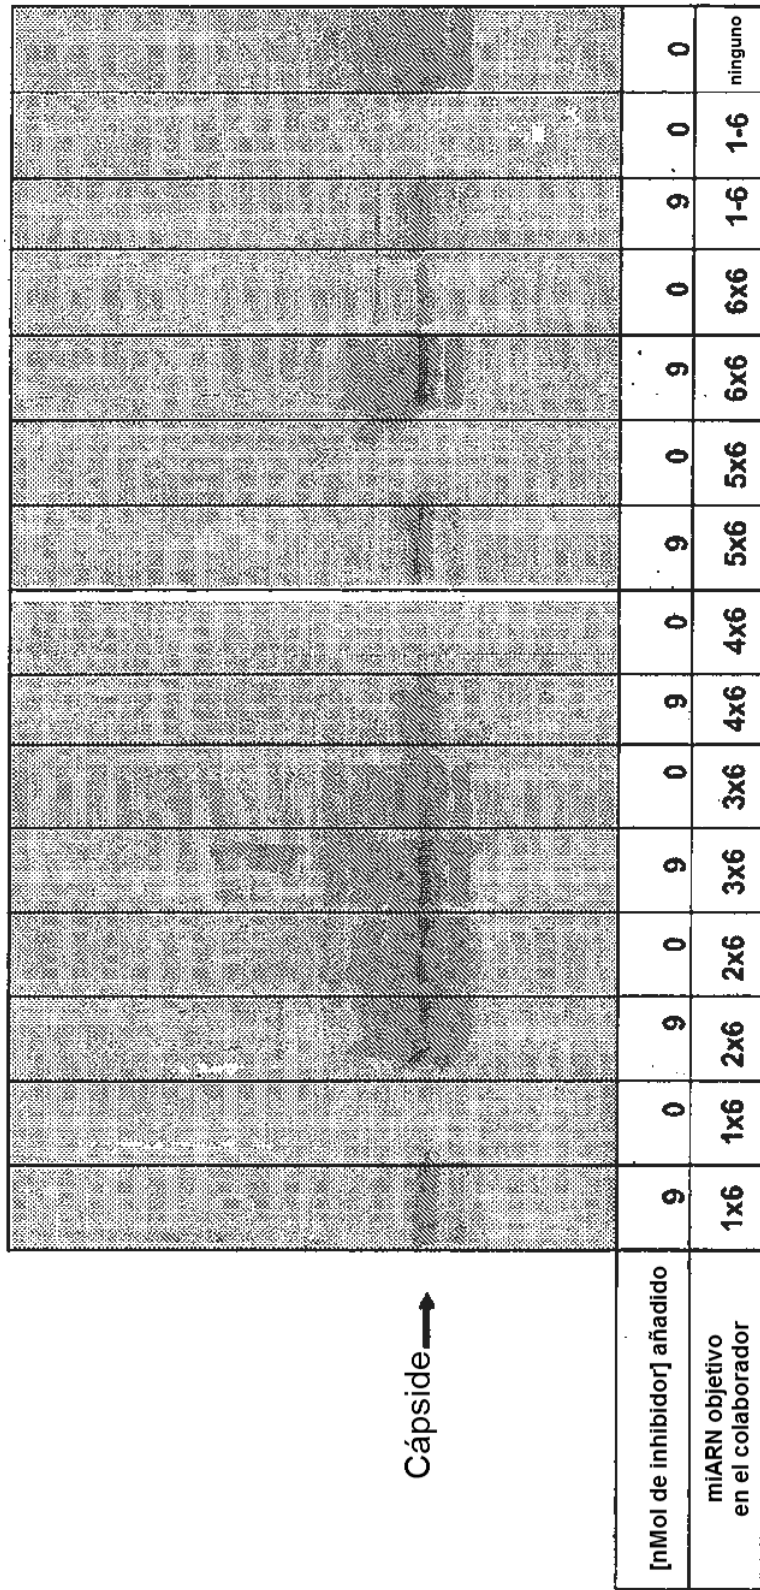 Cápside
[nMol de inhibidor] añadido 9 0 9 0 9 0 9 0 9 0 9 0 9 0 0
miARN objetivo
en el colaborador
1x6 1x6 2x6 2x6 3x6 3x6 4x6 4x6 5x6 5x6 6x6 6x6 1-6 1-6 ninguno